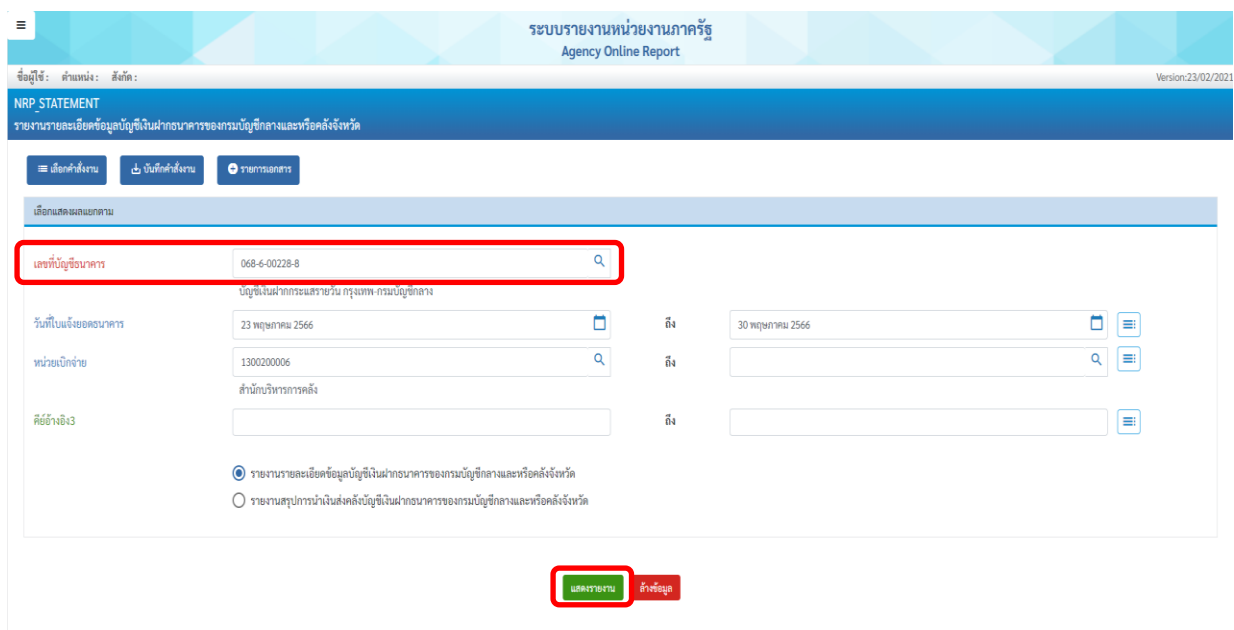 ระบบรายงานหน่วยงานภาครัฐ
Agency Online Report
ชื่อผู้ใช้ : ตำแหน่ง : สังกัด : Version:23/02/2021
NRP_STATEMENT
รายงานรายละเอียดข้อมูลบัญชีเงินฝากธนาคารของกรมบัญชีกลางและหรือคลังจังหวัด
เลือกคำสั่งงาน บันทึกคำสั่งงาน รายการเอกสาร
เลือกแสดงผลแยกตาม
เลขที่บัญชีธนาคาร 068-6-00228-8
บัญชีเงินฝากกระแสรายวัน กรุงเทพ-กรมบัญชีกลาง
วันที่ใบแจ้งยอดธนาคาร 23 พฤษภาคม 2566 ถึง 30 พฤษภาคม 2566
หน่วยเบิกจ่าย 1300200006 ถึง
สำนักบริหารการคลัง
คีย์อ้างอิง3 ถึง
รายงานรายละเอียดข้อมูลบัญชีเงินฝากธนาคารของกรมบัญชีกลางและหรือคลังจังหวัด
รายงานสรุปการนำเงินส่งคลังบัญชีเงินฝากธนาคารของกรมบัญชีกลางและหรือคลังจังหวัด
แสดงรายงาน ล้างข้อมูล